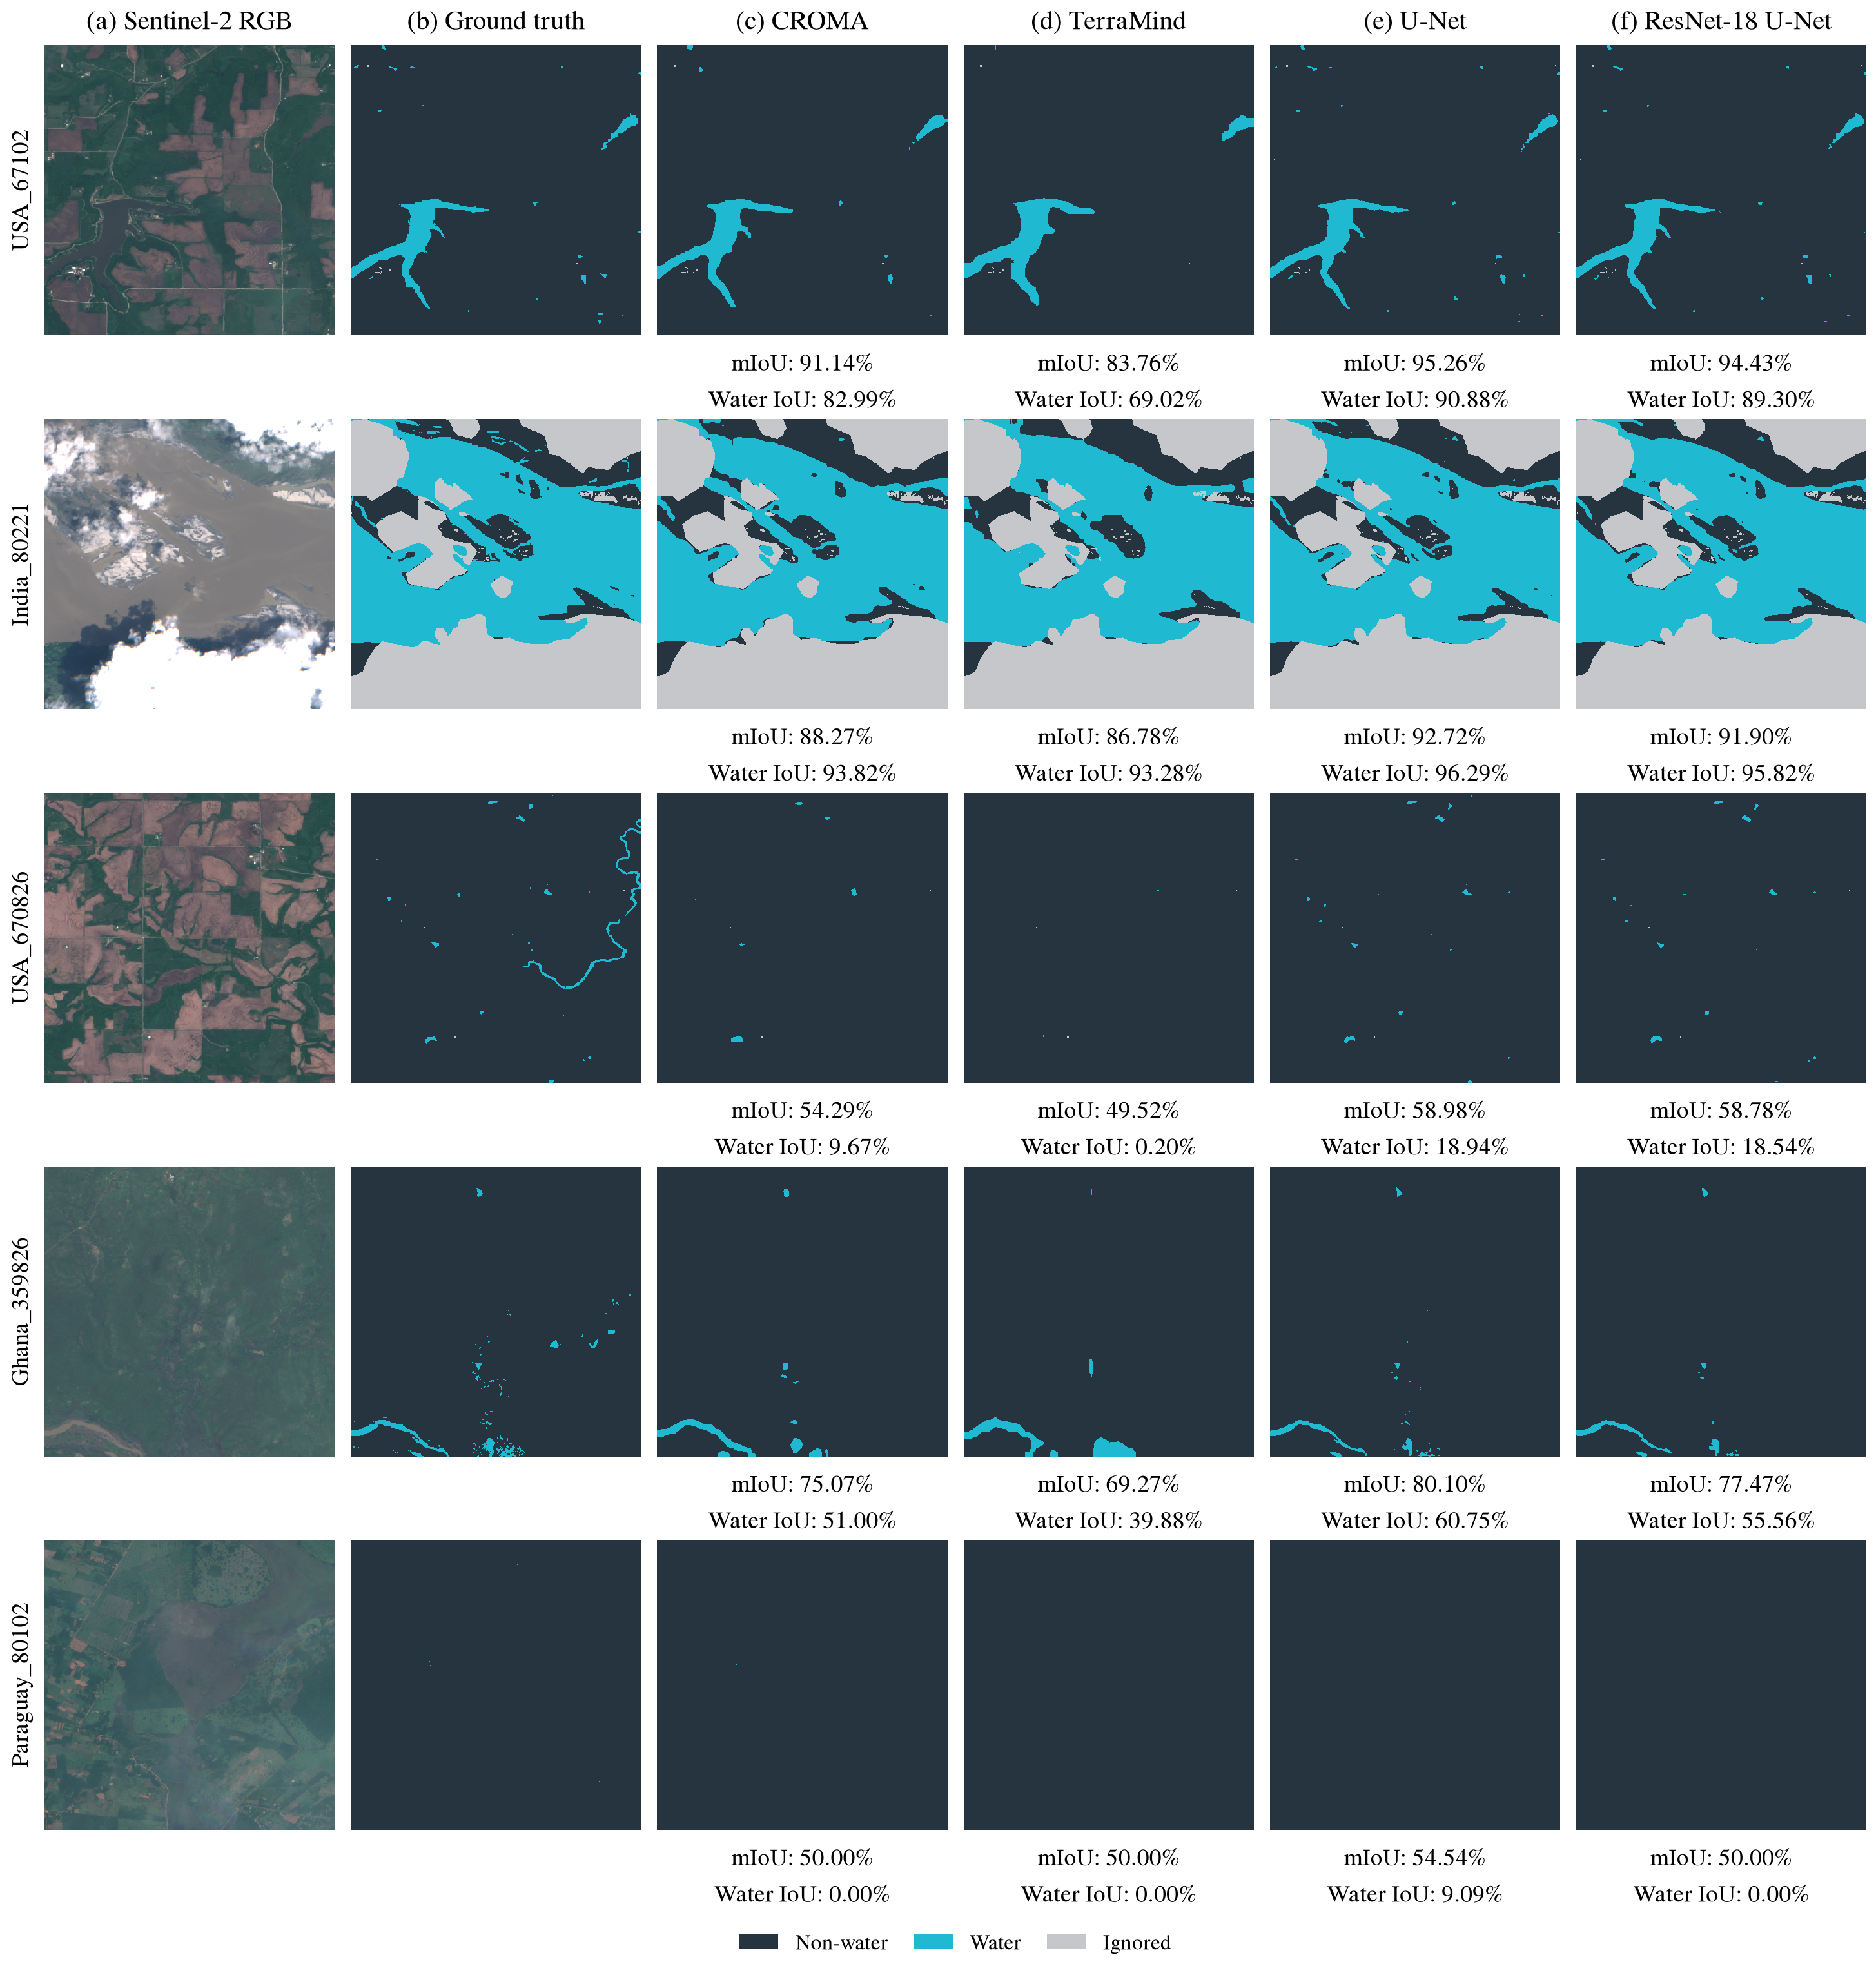 (a) Sentinel-2 RGB
(b) Ground truth
(c) CROMA
(d) TerraMind
(e) U-Net
(f) ResNet-18 U-Net
USA_67102
mIoU: 91.14%
Water IoU: 82.99%
mIoU: 83.76%
Water IoU: 69.02%
mIoU: 95.26%
Water IoU: 90.88%
mIoU: 94.43%
Water IoU: 89.30%
India_80221
mIoU: 88.27%
Water IoU: 93.82%
mIoU: 86.78%
Water IoU: 93.28%
mIoU: 92.72%
Water IoU: 96.29%
mIoU: 91.90%
Water IoU: 95.82%
USA_670826
mIoU: 54.29%
Water IoU: 9.67%
mIoU: 49.52%
Water IoU: 0.20%
mIoU: 58.98%
Water IoU: 18.94%
mIoU: 58.78%
Water IoU: 18.54%
Ghana_359826
mIoU: 75.07%
Water IoU: 51.00%
mIoU: 69.27%
Water IoU: 39.88%
mIoU: 80.10%
Water IoU: 60.75%
mIoU: 77.47%
Water IoU: 55.56%
Paraguay_80102
mIoU: 50.00%
Water IoU: 0.00%
mIoU: 50.00%
Water IoU: 0.00%
mIoU: 54.54%
Water IoU: 9.09%
mIoU: 50.00%
Water IoU: 0.00%
Non-water
Water
Ignored